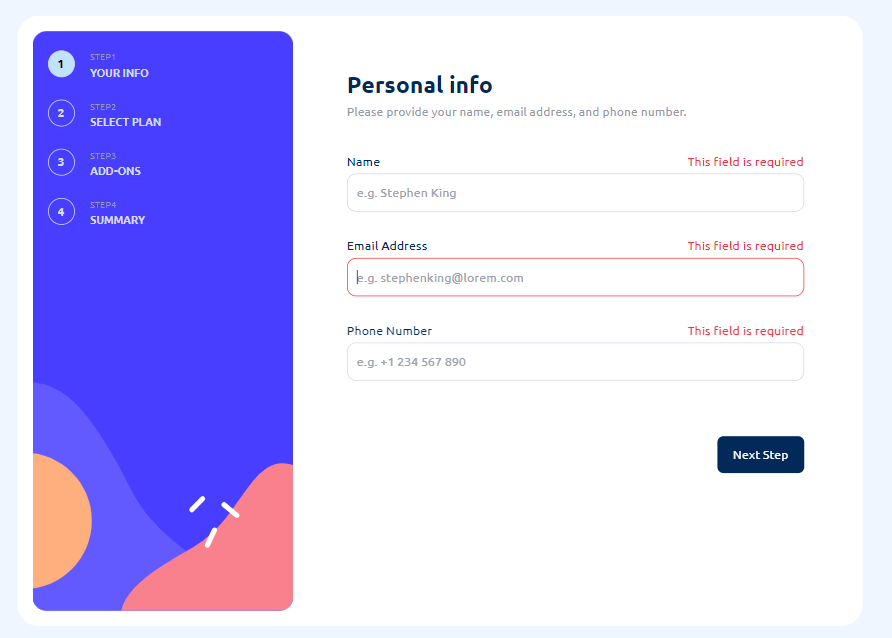 1
STEP1
YOUR INFO
2
STEP2
SELECT PLAN
3
STEP3
ADD-ONS
4
STEP4
SUMMARY
Personal info
Please provide your name, email address, and phone number.
Name This field is required
e.g. Stephen King
Email Address This field is required
e.g. stephenking@lorem.com
Phone Number This field is required
e.g. +1 234 567 890
Next Step